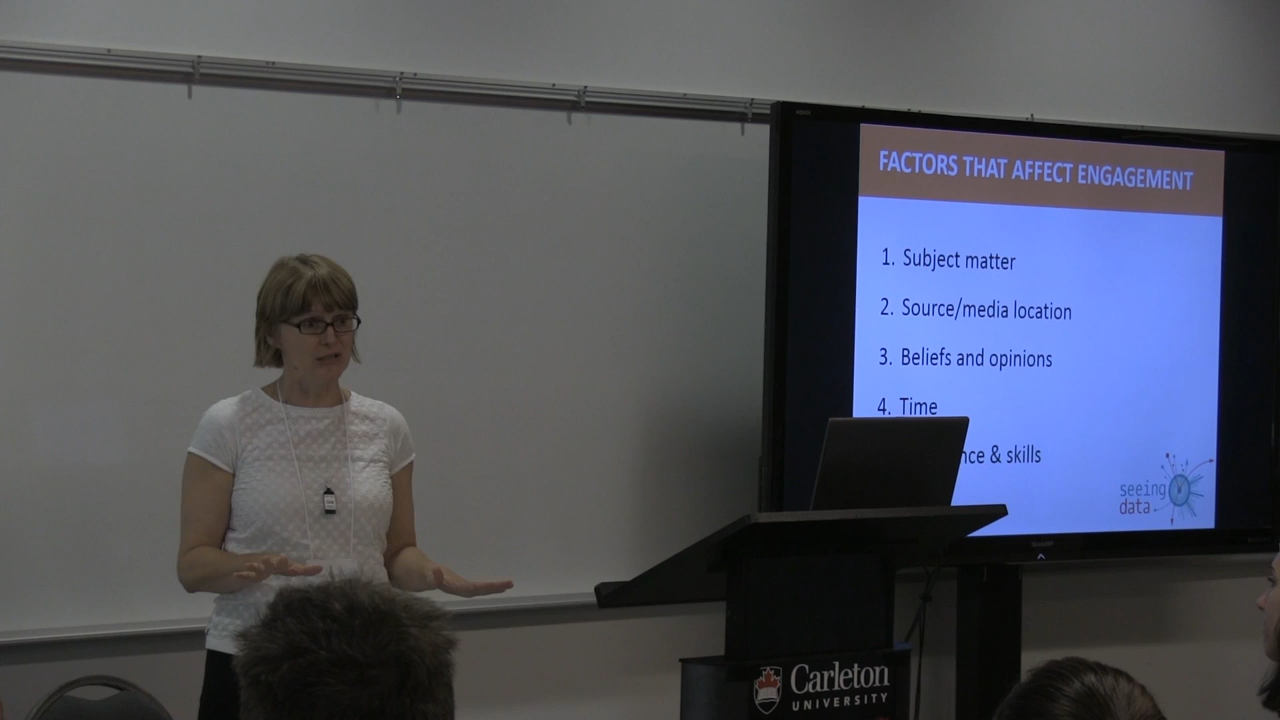 FACTORS THAT AFFECT ENGAGEMENT
1. Subject matter
2. Source/media location
3. Beliefs and opinions
4. Time
nce & skills
seeing
data
Carleton
UNIVERSITY